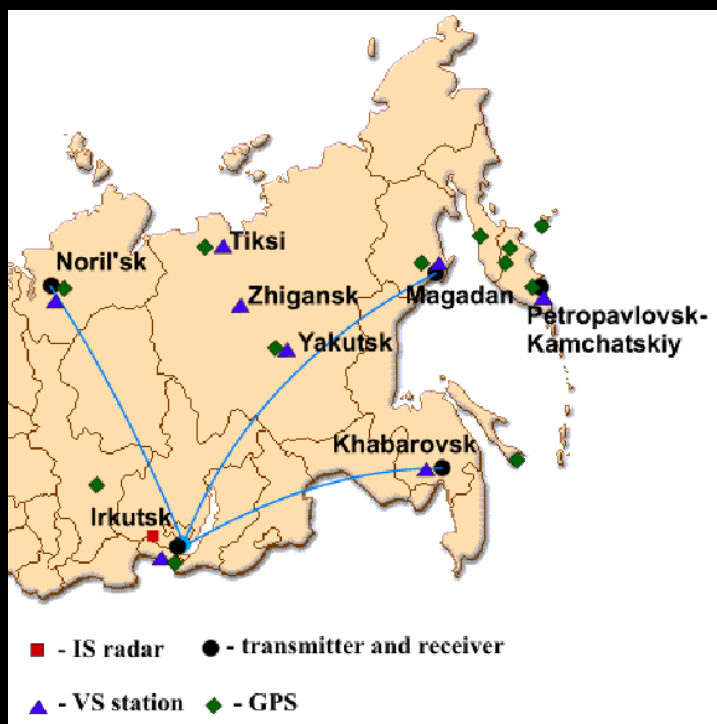 Tiksi
Noril'sk
Zhigansk
Magadan
Petropavlovsk-
Kamchatskiy
Yakutsk
Khabarovsk
Irkutsk
- IS radar
- transmitter and receiver
- VS station
- GPS